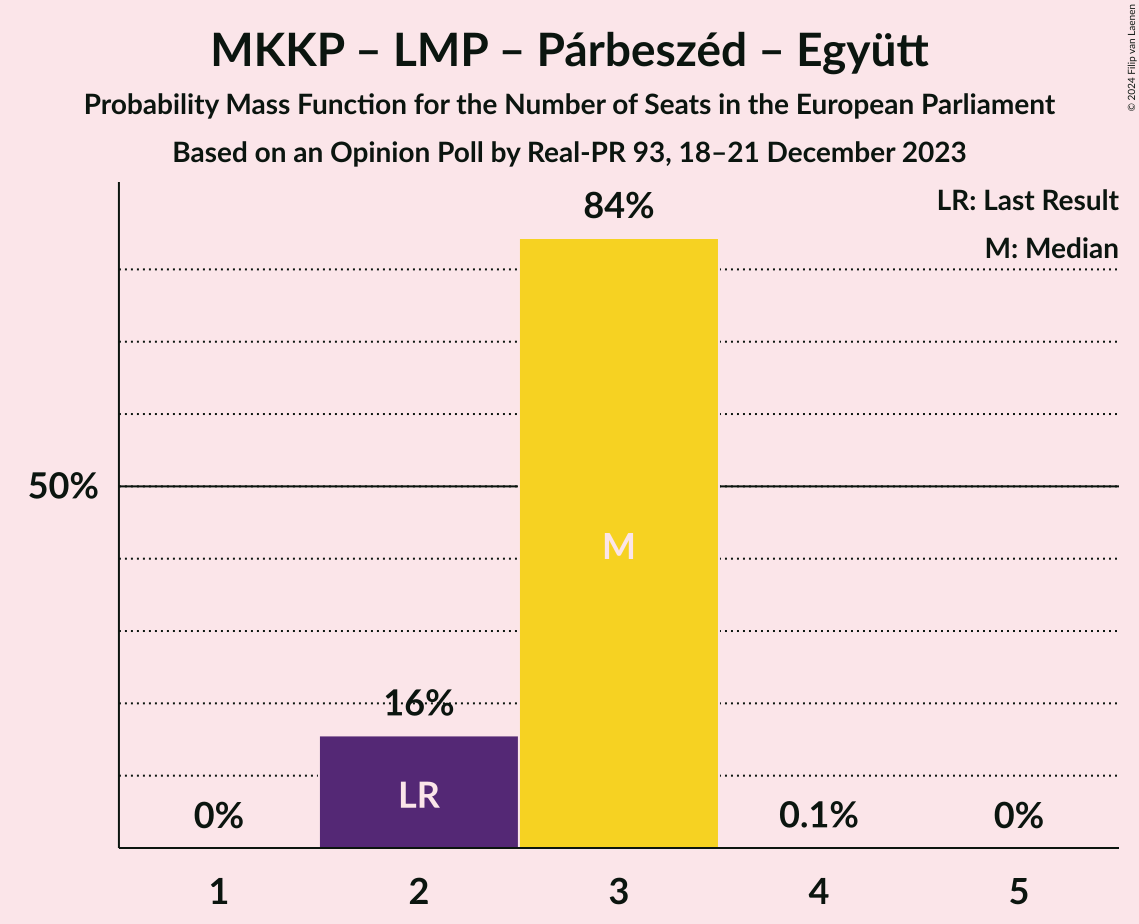 MKKP – LMP – Párbeszéd – Együtt
Probability Mass Function for the Number of Seats in the European Parliament
Based on an Opinion Poll by Real-PR 93, 18–21 December 2023
© 2024 Filip van Laenen
LR: Last Result
M: Median
84%
50%
M
16%
LR
0%
0.1%
0%
1 2 3 4 5